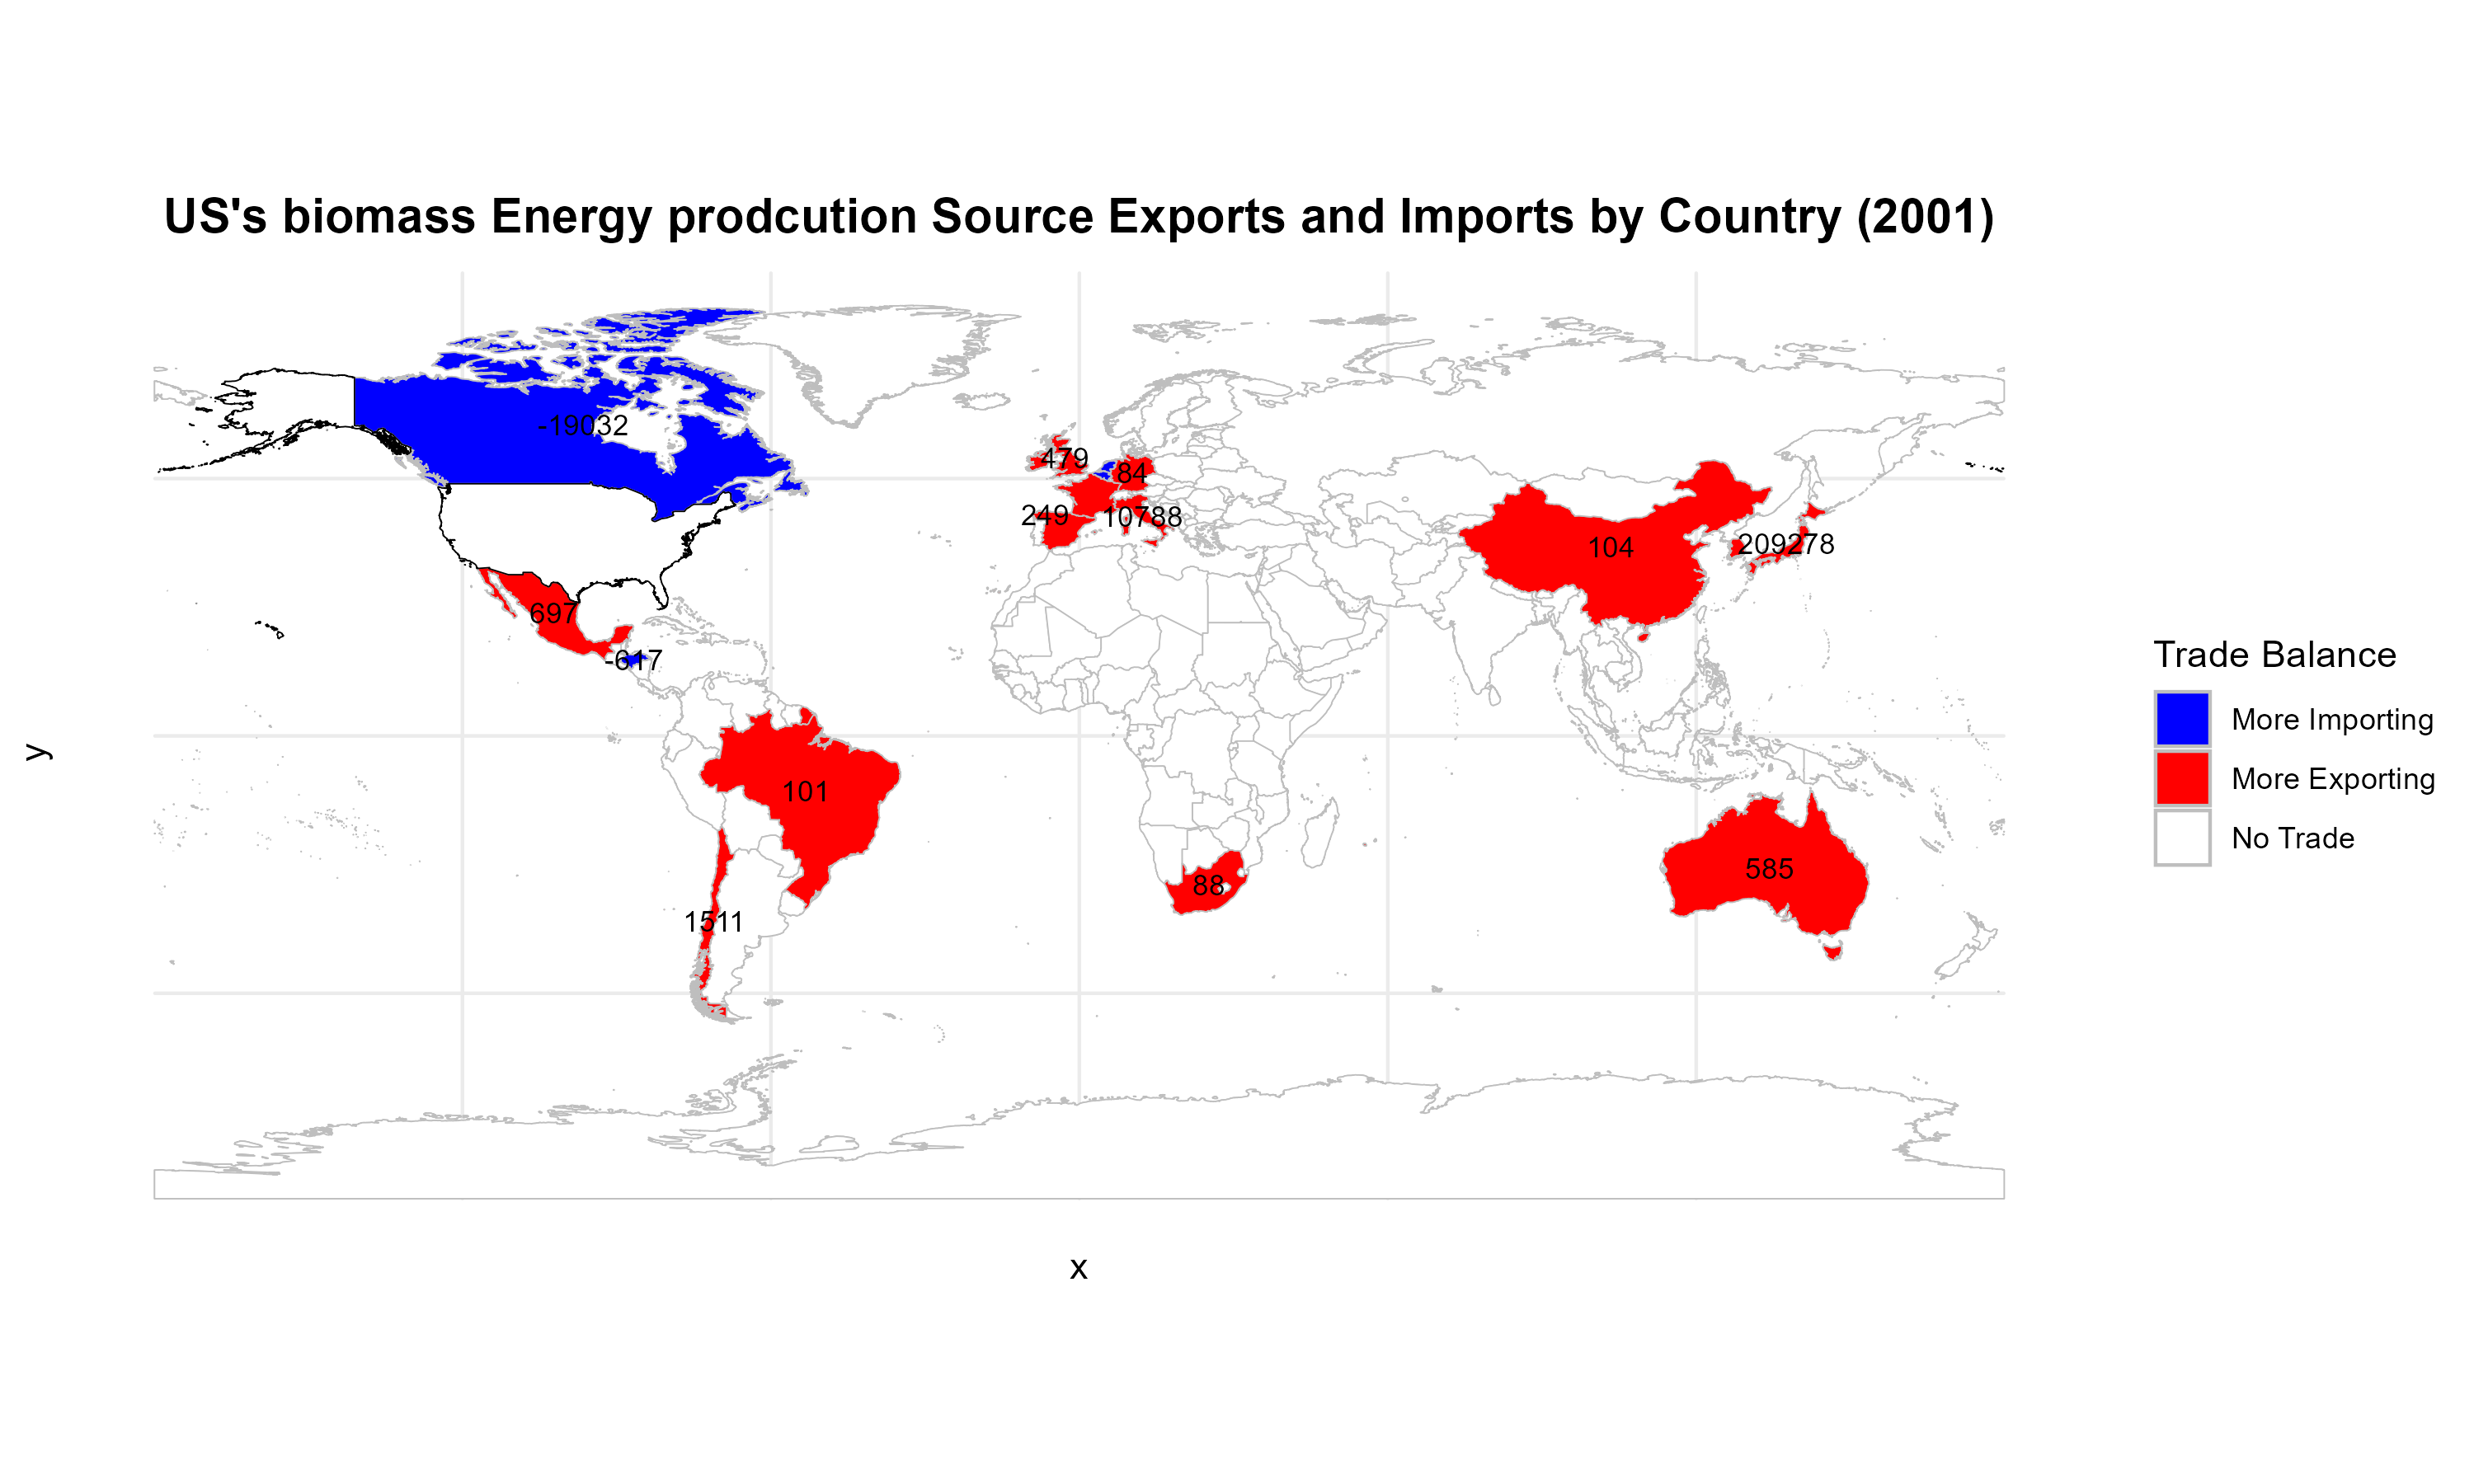 US's biomass Energy prodcution Source Exports and Imports by Country (2001)
-19032
479
84
249
10788
104
209278
697
-617
101
88
585
1511
y
x
Trade Balance
More Importing
More Exporting
No Trade